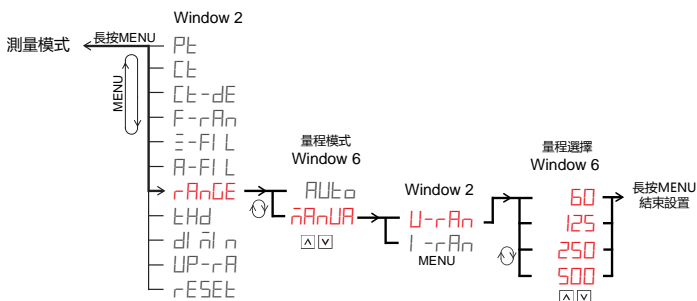 Window 2
測量模式
長按MENU
MENU
Pt
Ct
Ct-dE
F-rAn
Ξ-FIL
A-FIL
rAnGE
tHd
dI n̄In
UP-rA
rESEt
量程模式
Window 6
AUto
n̄AnUA
Window 2
U-rAn
I-rAn
MENU
量程選擇
Window 6
60
125
250
500
長按MENU
結束設置